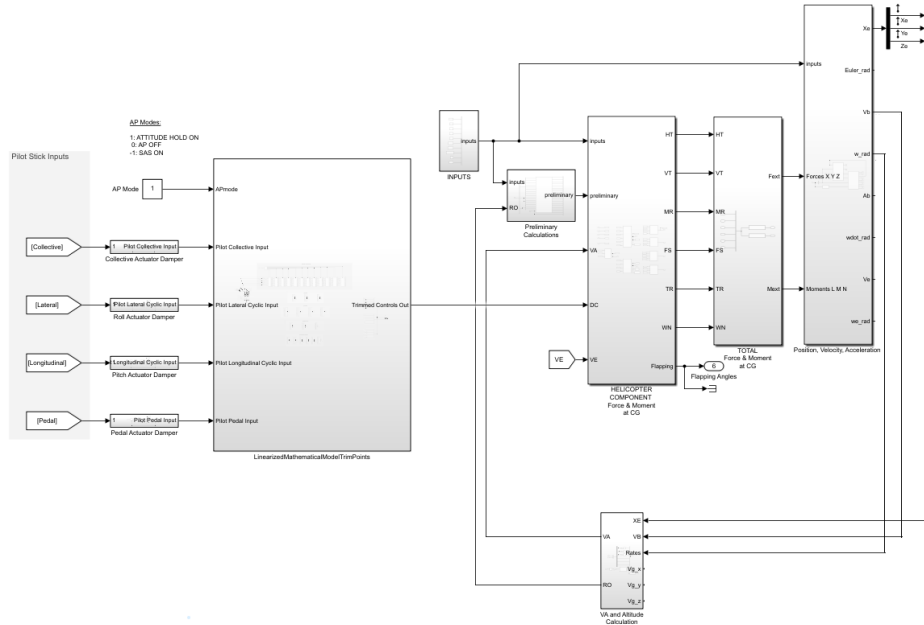 AP Modes:
1: ATTITUDE HOLD ON
0: AP OFF
-1: SAS ON
Pilot Stick Inputs
AP Mode
1
APmode
[Collective]
1
Pilot Collective Input
Collective Actuator Damper
Pilot Collective Input
[Lateral]
Pilot Lateral Cyclic Input
Roll Actuator Damper
Pilot Lateral Cyclic Input
Trimmed Controls Out
[Longitudinal]
Longitudinal Cyclic Input
Pitch Actuator Damper
Pilot Longitudinal Cyclic Input
[Pedal]
1
Pilot Pedal Input
Pedal Actuator Damper
Pilot Pedal Input
LinearizedMathematicalModelTrimPoints
inputs
INPUTS
inputs
RO
preliminary
Preliminary
Calculations
inputs
preliminary
VA
DC
VE
VE
HT
VT
MR
FS
TR
WN
Flapping
HELICOPTER
COMPONENT
Force & Moment
at CG
6
Flapping Angles
HT
VT
MR
FS
TR
WN
Fext
Mext
TOTAL
Force & Moment
at CG
inputs
Forces X Y Z
Moments L M N
Xe
Euler_rad
Vb
w_rad
Ab
wdot_rad
Ve
we_rad
Position, Velocity, Acceleration
Xe
Ye
Ze
VA
RO
XE
VB
Rates
Vg_x
Vg_y
Vg_z
VA and Altitude
Calculation